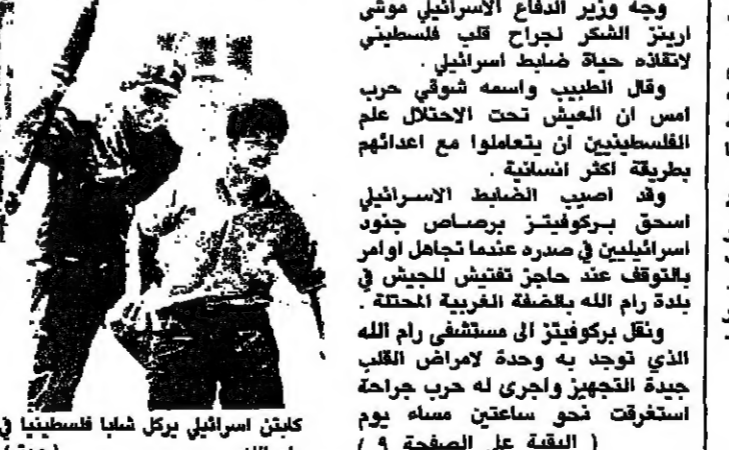 وجه وزير الدفاع الاسرائيلي موشي
ارينز الشكر لجراح قلب فلسطيني
لانقاذه حياة ضابط اسرائيلي .
وقال الطبيب واسمه شوقي حرب
امس ان العيش تحت الاحتلال علم
الفلسطينيين ان يتعاملوا مع اعدائهم
بطريقة اكثر انسانية .
وقد اصيب الضابط الاسرائيلي
اسحق بركوفيتز برصاص جنود
اسرائيليين في صدره عندما تجاهل اوامر
بالتوقف عند حاجز تفتيش للجيش في
بلدة رام الله بالضفة الغربية المحتلة .
ونقل بركوفيتز الى مستشفى رام الله
الذي توجد به وحدة لامراض القلب
جيدة التجهيز واجرى له حرب جراحة
استغرقت نحو ساعتين مساء يوم
( البقية على الصفحة ٩ )
كابتن اسرائيلي يركل شابا فلسطينيا في